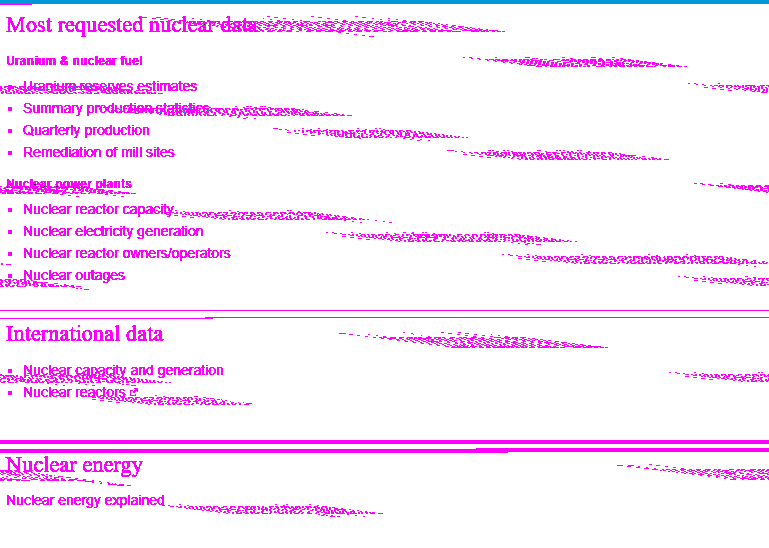 Most requested nuclear data
Uranium & nuclear fuel
Uranium reserves estimates
Summary production statistics
Quarterly production
Remediation of mill sites
Nuclear power plants
Nuclear reactor capacity
Nuclear electricity generation
Nuclear reactor owners/operators
Nuclear outages
International data
Nuclear capacity and generation
Nuclear reactors
Nuclear energy
Nuclear energy explained